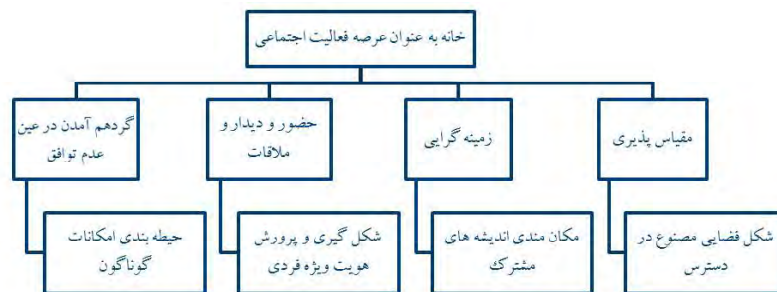 خانه به عنوان عرصه فعالیت اجتماعی
مقیاس پذیری
زمینه گرایی
حضور و دیدار و
ملاقات
گردهم آمدن در عین
عدم توافق
شکل فضایی مصنوع در
دسترس
مکان مندی اندیشه های
مشترک
شکل گیری و پرورش
هویت ویژه فردی
حیطه بندی امکانات
گوناگون